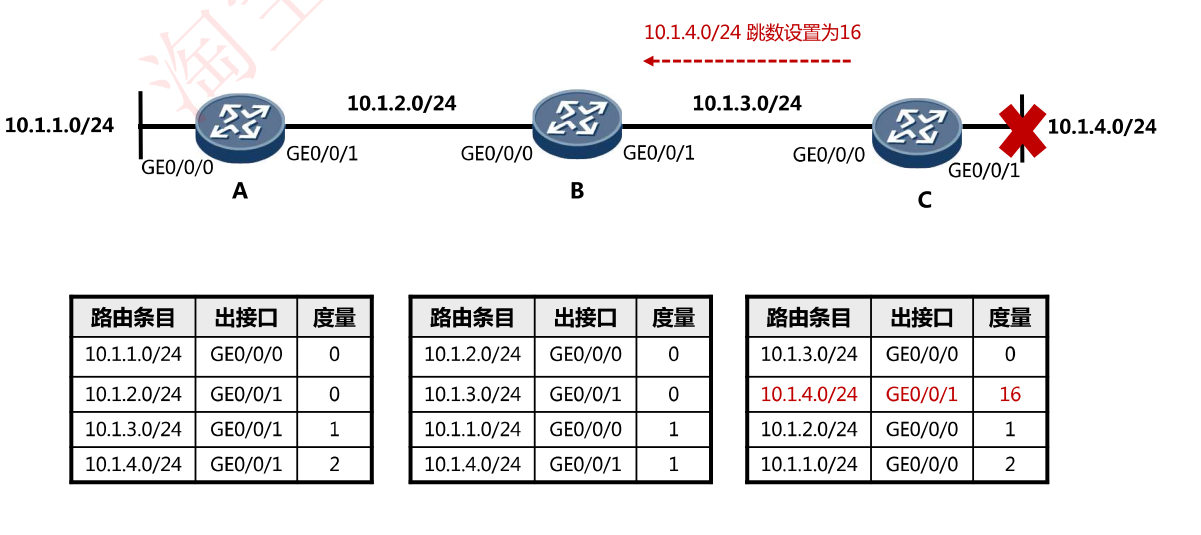 淘宝
10.1.4.0/24 跳数设置为16
10.1.2.0/24
10.1.3.0/24
10.1.1.0/24
10.1.4.0/24
GE0/0/0
GE0/0/1
GE0/0/0
GE0/0/1
GE0/0/0
GE0/0/1
A
B
C
路由条目 出接口 度量
10.1.1.0/24 GE0/0/0 0
10.1.2.0/24 GE0/0/1 0
10.1.3.0/24 GE0/0/1 1
10.1.4.0/24 GE0/0/1 2
路由条目 出接口 度量
10.1.2.0/24 GE0/0/0 0
10.1.3.0/24 GE0/0/1 0
10.1.1.0/24 GE0/0/0 1
10.1.4.0/24 GE0/0/1 1
路由条目 出接口 度量
10.1.3.0/24 GE0/0/0 0
10.1.4.0/24 GE0/0/1 16
10.1.2.0/24 GE0/0/0 1
10.1.1.0/24 GE0/0/0 2